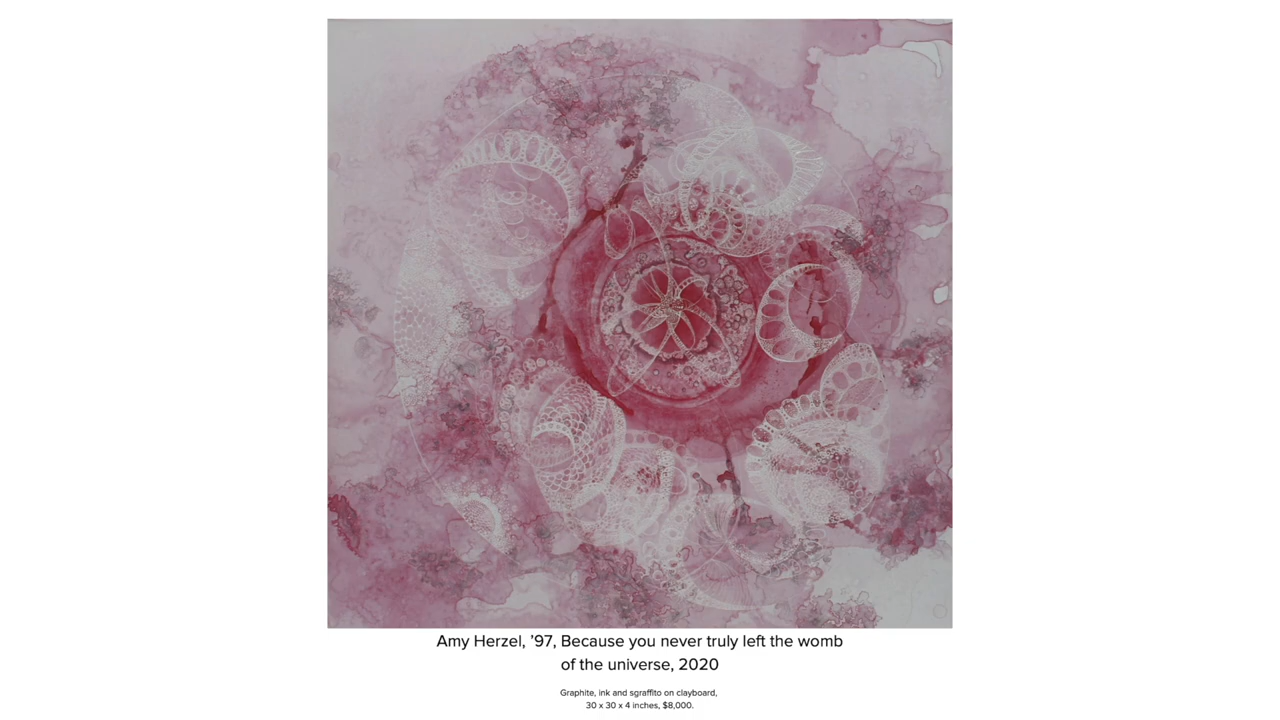 Amy Herzel, ’97, Because you never truly left the womb
of the universe, 2020
Graphite, ink and sgraffito on clayboard,
30 x 30 x 4 inches, $8,000.